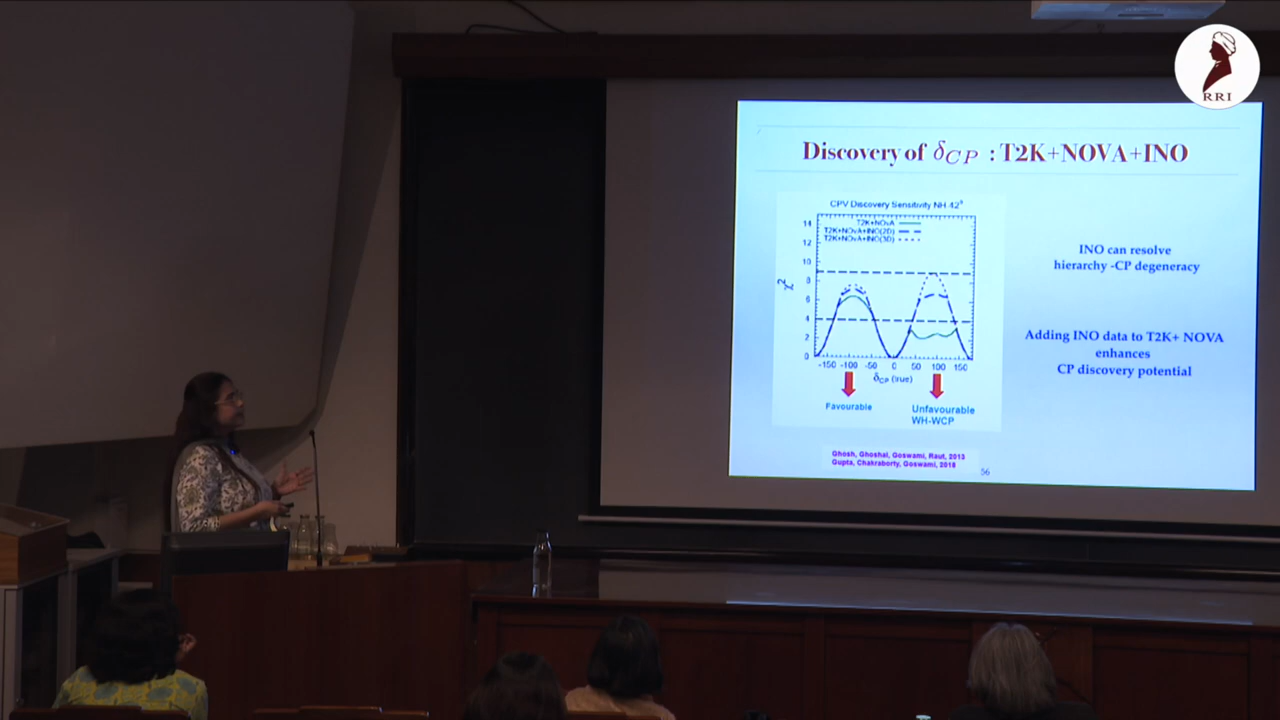 RRI
Discovery of δCP : T2K+NOVA+INO
CPV Discovery Sensitivity NH 42°
T2K+NOvA
T2K+NOvA+INO(2D)
T2K+NOvA+INO(3D)
14
12
10
8
6
4
2
0
χ2
-150 -100 -50 0 50 100 150
δCP (true)
Favourable
Unfavourable
WH-WCP
INO can resolve
hierarchy -CP degeneracy
Adding INO data to T2K+ NOVA
enhances
CP discovery potential
Ghosh, Ghoshal, Goswami, Raut, 2013
Gupta, Chakraborty, Goswami, 2018
56